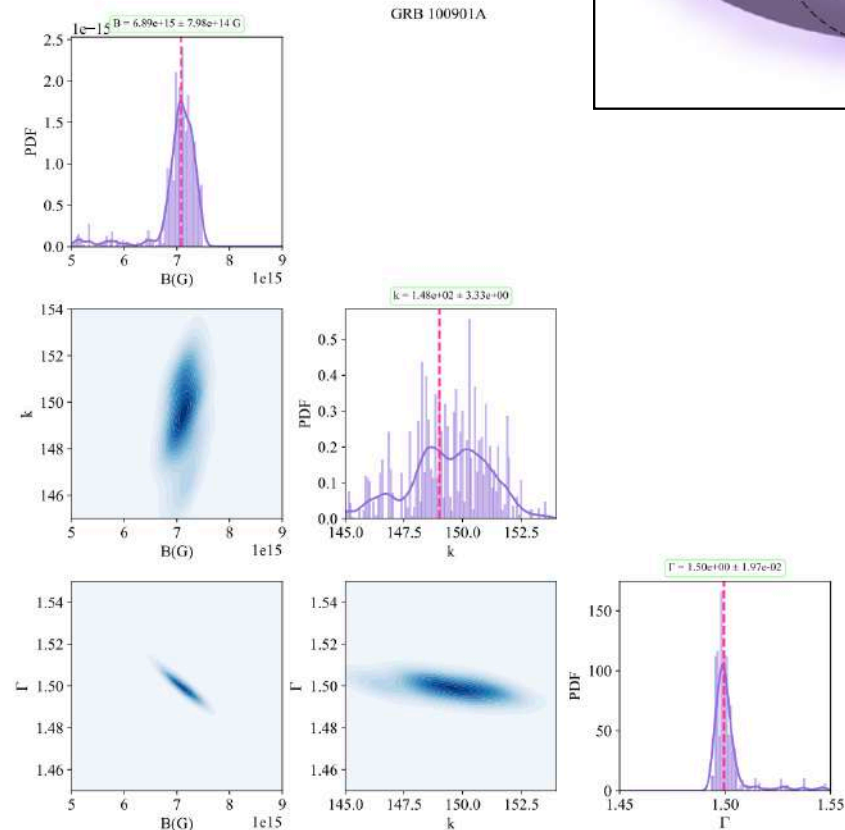 GRB 100901A
1e−15
B = 6.89e+15 ± 7.98e+14 G
2.5
2.0
1.5
1.0
0.5
0.0
PDF
5 6 7 8 9
B(G) 1e15
154
152
150
148
146
k
5 6 7 8 9
B(G) 1e15
k = 1.48e+02 ± 3.33e+00
0.5
0.4
0.3
0.2
0.1
0.0
PDF
145.0 147.5 150.0 152.5
k
1.54
1.52
1.50
1.48
1.46
Γ
5 6 7 8 9
B(G) 1e15
1.54
1.52
1.50
1.48
1.46
Γ
145.0 147.5 150.0 152.5
k
Γ = 1.50e+00 ± 1.97e-02
150
100
50
0
PDF
1.45 1.50 1.55
Γ